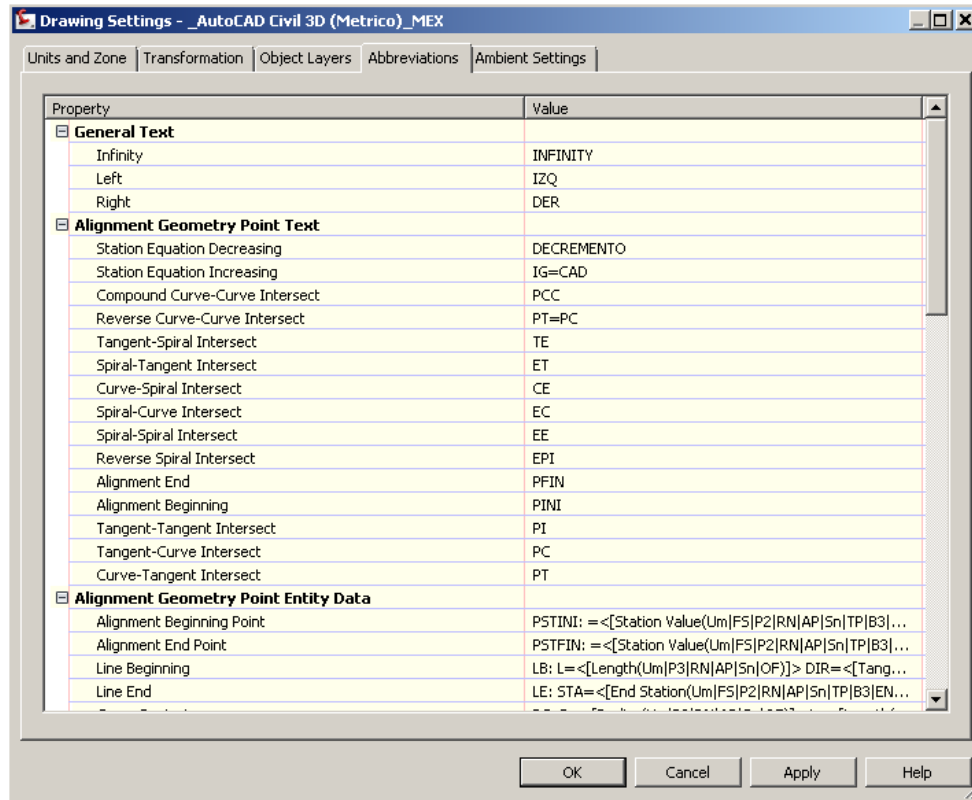 Drawing Settings - _AutoCAD Civil 3D (Metrico)_MEX
Units and Zone Transformation Object Layers Abbreviations Ambient Settings
Property Value
General Text
Infinity INFINITY
Left IZQ
Right DER
Alignment Geometry Point Text
Station Equation Decreasing DECREMENTO
Station Equation Increasing IG=CAD
Compound Curve-Curve Intersect PCC
Reverse Curve-Curve Intersect PT=PC
Tangent-Spiral Intersect TE
Spiral-Tangent Intersect ET
Curve-Spiral Intersect CE
Spiral-Curve Intersect EC
Spiral-Spiral Intersect EE
Reverse Spiral Intersect EPI
Alignment End PFIN
Alignment Beginning PINI
Tangent-Tangent Intersect PI
Tangent-Curve Intersect PC
Curve-Tangent Intersect PT
Alignment Geometry Point Entity Data
Alignment Beginning Point PSTINI: =<[Station Value(Um|FS|P2|RN|AP|Sn|TP|B3|...
Alignment End Point PSTFIN: =<[Station Value(Um|FS|P2|RN|AP|Sn|TP|B3|...
Line Beginning LB: L=<[Length(Um|P3|RN|AP|Sn|OF)]> DIR=<[Tang...
Line End LE: STA=<[End Station(Um|FS|P2|RN|AP|Sn|TP|B3|EN...
OK Cancel Apply Help